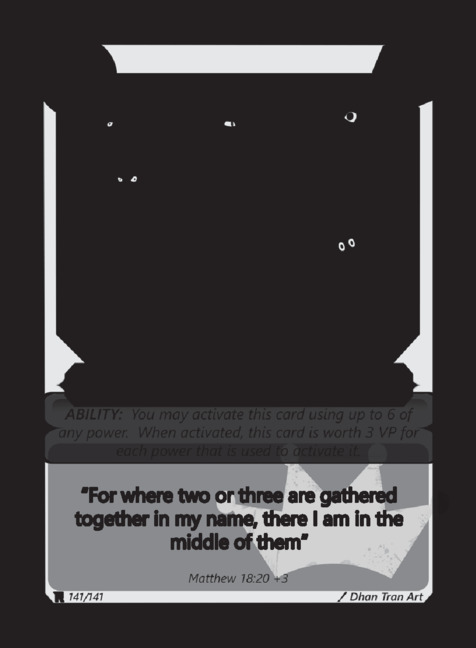 ABILITY: You may activate this card using up to 6 of
any power. When activated, this card is worth 3 VP for
each power that is used to activate it.
"For where two or three are gathered
together in my name, there I am in the
middle of them"
Matthew 18:20 +3
141/141
Dhan Tran Art